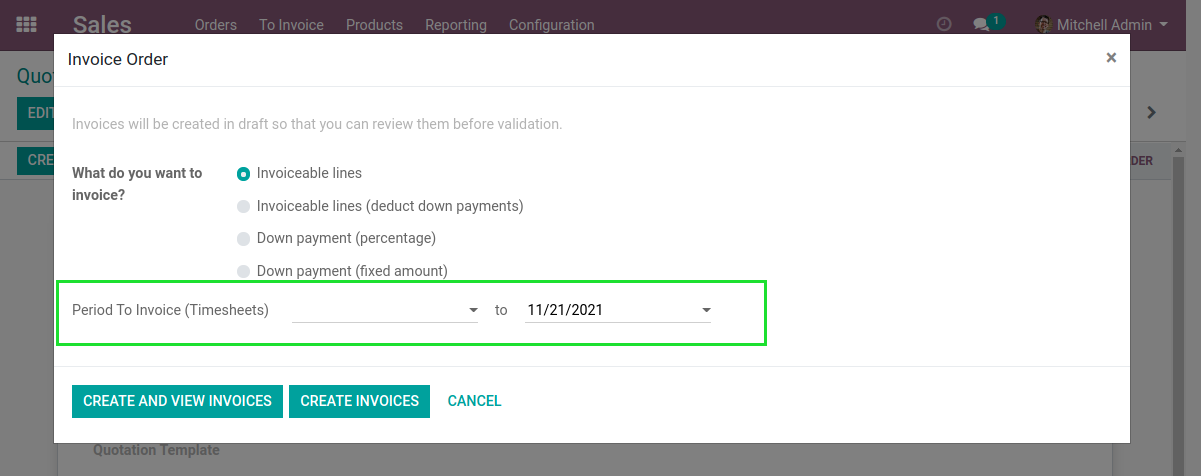 Sales Orders To Invoice Products Reporting Configuration 1 Mitchell Admin
Invoice Order ×
Quo
EDIT
Invoices will be created in draft so that you can review them before validation.
CRE
DER
What do you want to
invoice?
Invoiceable lines
Invoiceable lines (deduct down payments)
Down payment (percentage)
Down payment (fixed amount)
Period To Invoice (Timesheets) to 11/21/2021
CREATE AND VIEW INVOICES CREATE INVOICES CANCEL
Quotation Template